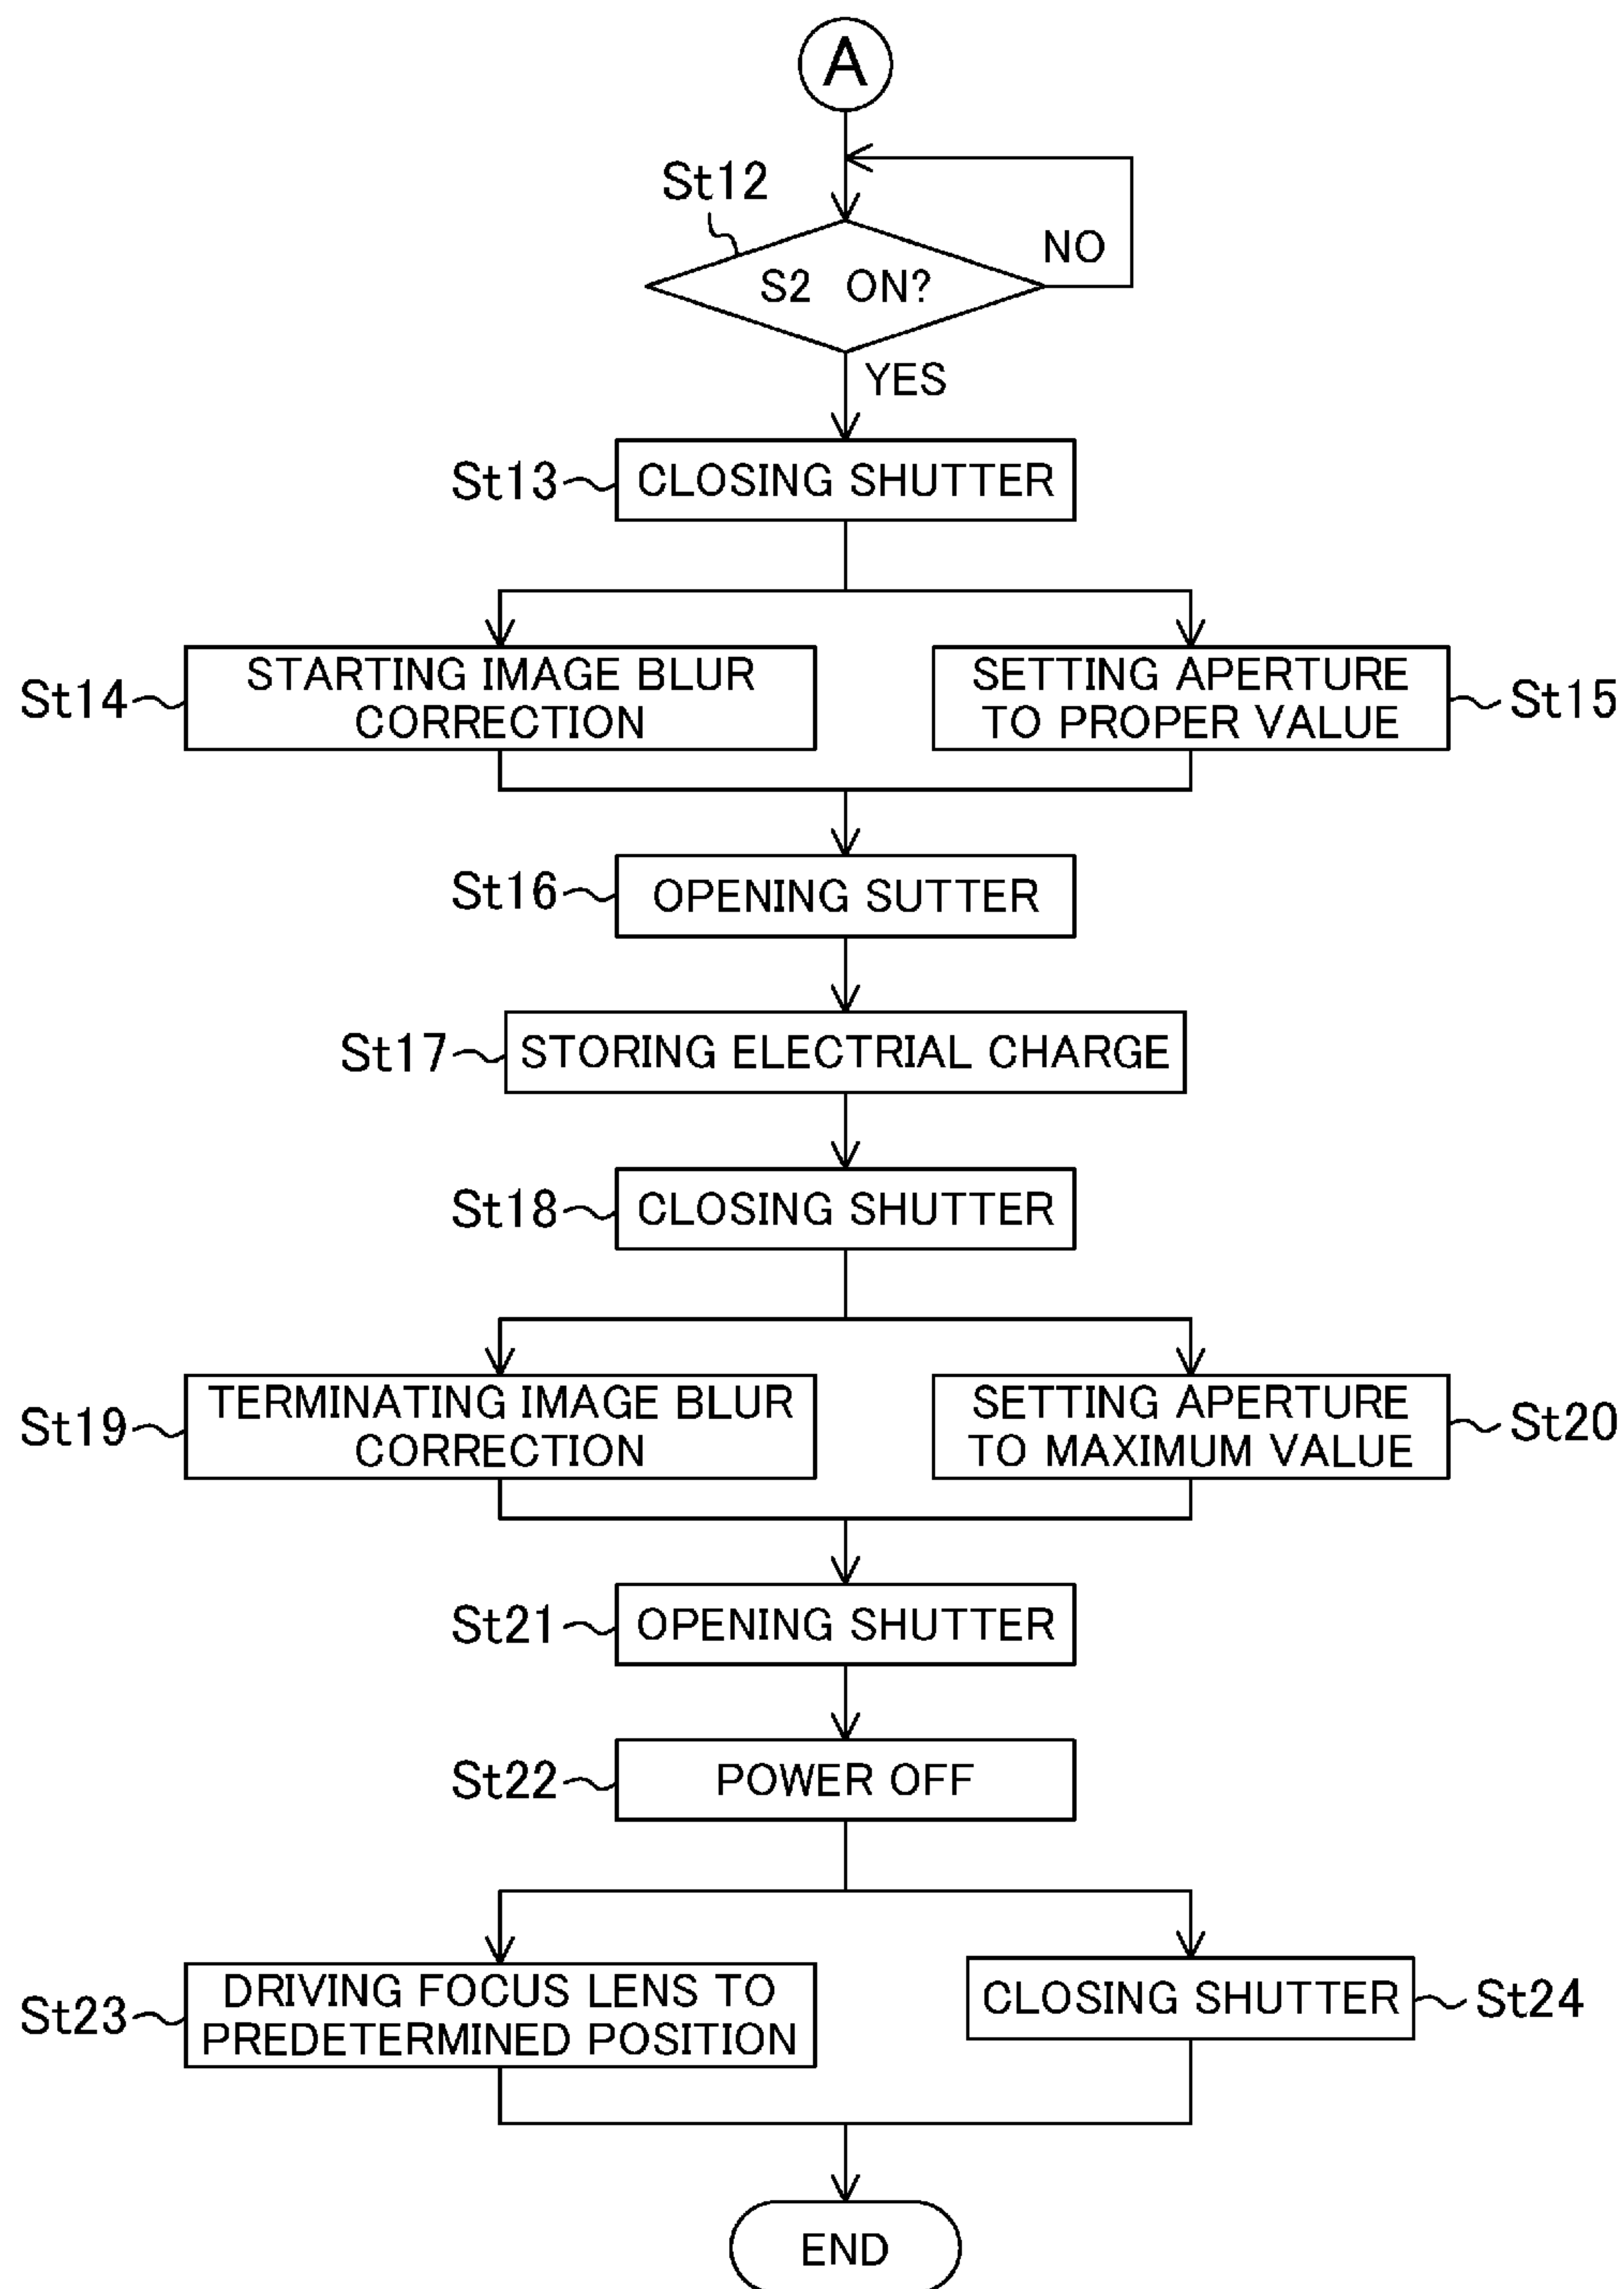 A
St12
NO
S2 ON?
YES
St13
CLOSING SHUTTER
St14
STARTING IMAGE BLUR
CORRECTION
SETTING APERTURE
TO PROPER VALUE
St15
St16
OPENING SUTTER
St17
STORING ELECTRIAL CHARGE
St18
CLOSING SHUTTER
St19
TERMINATING IMAGE BLUR
CORRECTION
SETTING APERTURE
TO MAXIMUM VALUE
St20
St21
OPENING SHUTTER
St22
POWER OFF
St23
DRIVING FOCUS LENS TO
PREDETERMINED POSITION
CLOSING SHUTTER
St24
END